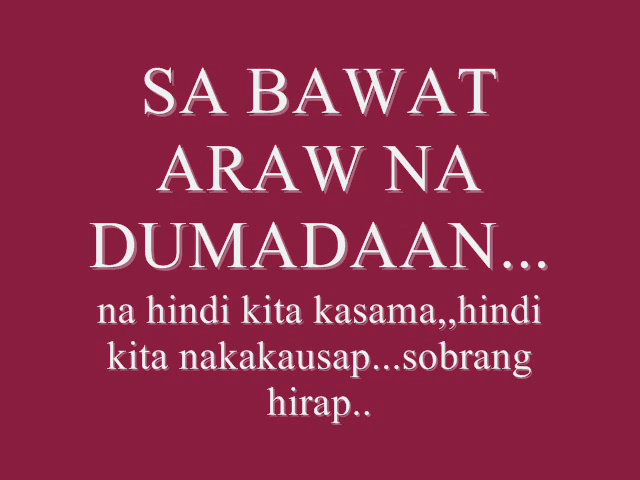 SA BAWAT
ARAW NA
DUMADAAN...
na hindi kita kasama,,hindi
kita nakakausap...sobrang
hirap..